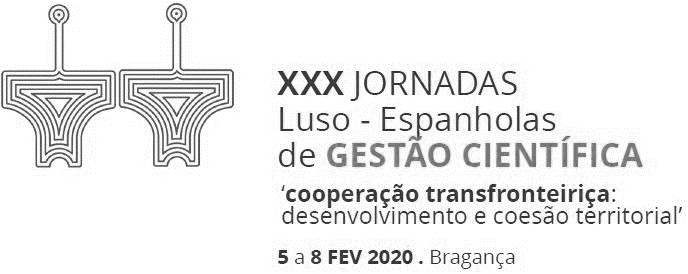 XXX JORNADAS
Luso - Espanholas
de GESTÃO CIENTÍFICA
‘cooperação transfronteiriça:
desenvolvimento e coesão territorial’
5 a 8 FEV 2020 . Bragança